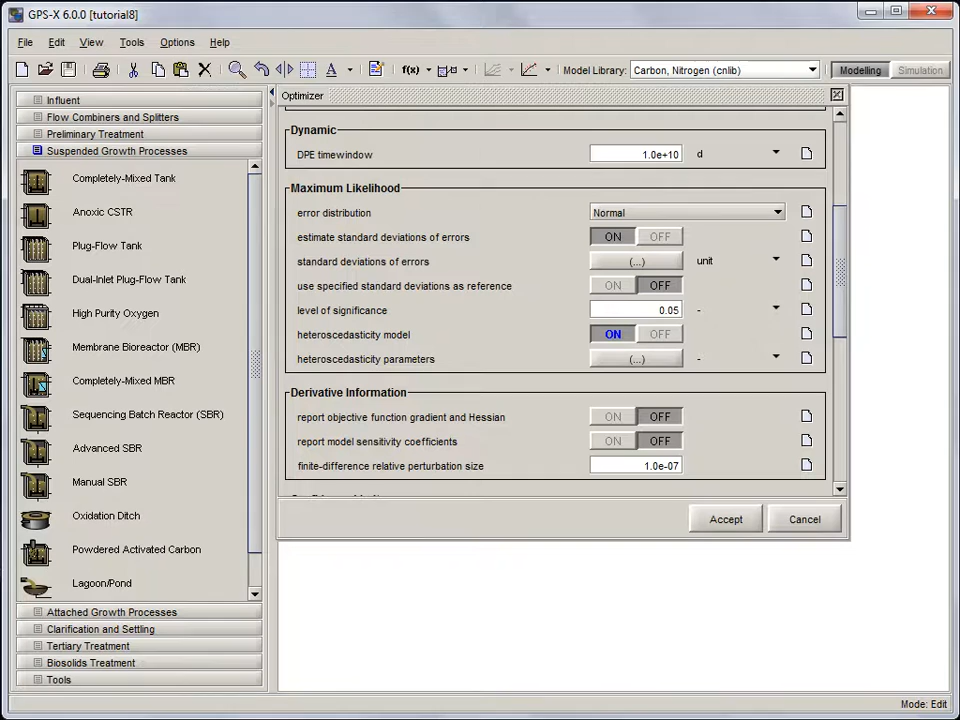 GPS-X 6.0.0 [tutorial8]
File Edit View Tools Options Help
A f(x) Model Library: Carbon, Nitrogen (cnlib) Modelling Simulation
Influent
Flow Combiners and Splitters
Preliminary Treatment
Suspended Growth Processes
Completely-Mixed Tank
Anoxic CSTR
Plug-Flow Tank
Dual-Inlet Plug-Flow Tank
High Purity Oxygen
Membrane Bioreactor (MBR)
Completely-Mixed MBR
Sequencing Batch Reactor (SBR)
Advanced SBR
Manual SBR
Oxidation Ditch
Powdered Activated Carbon
Lagoon/Pond
Attached Growth Processes
Clarification and Settling
Tertiary Treatment
Biosolids Treatment
Tools
Optimizer
Dynamic
DPE timewindow 1.0e+10 d
Maximum Likelihood
error distribution Normal
estimate standard deviations of errors ON OFF
standard deviations of errors (...) unit
use specified standard deviations as reference ON OFF
level of significance 0.05 -
heteroscedasticity model ON OFF
heteroscedasticity parameters (...) -
Derivative Information
report objective function gradient and Hessian ON OFF
report model sensitivity coefficients ON OFF
finite-difference relative perturbation size 1.0e-07
Accept Cancel
Mode: Edit